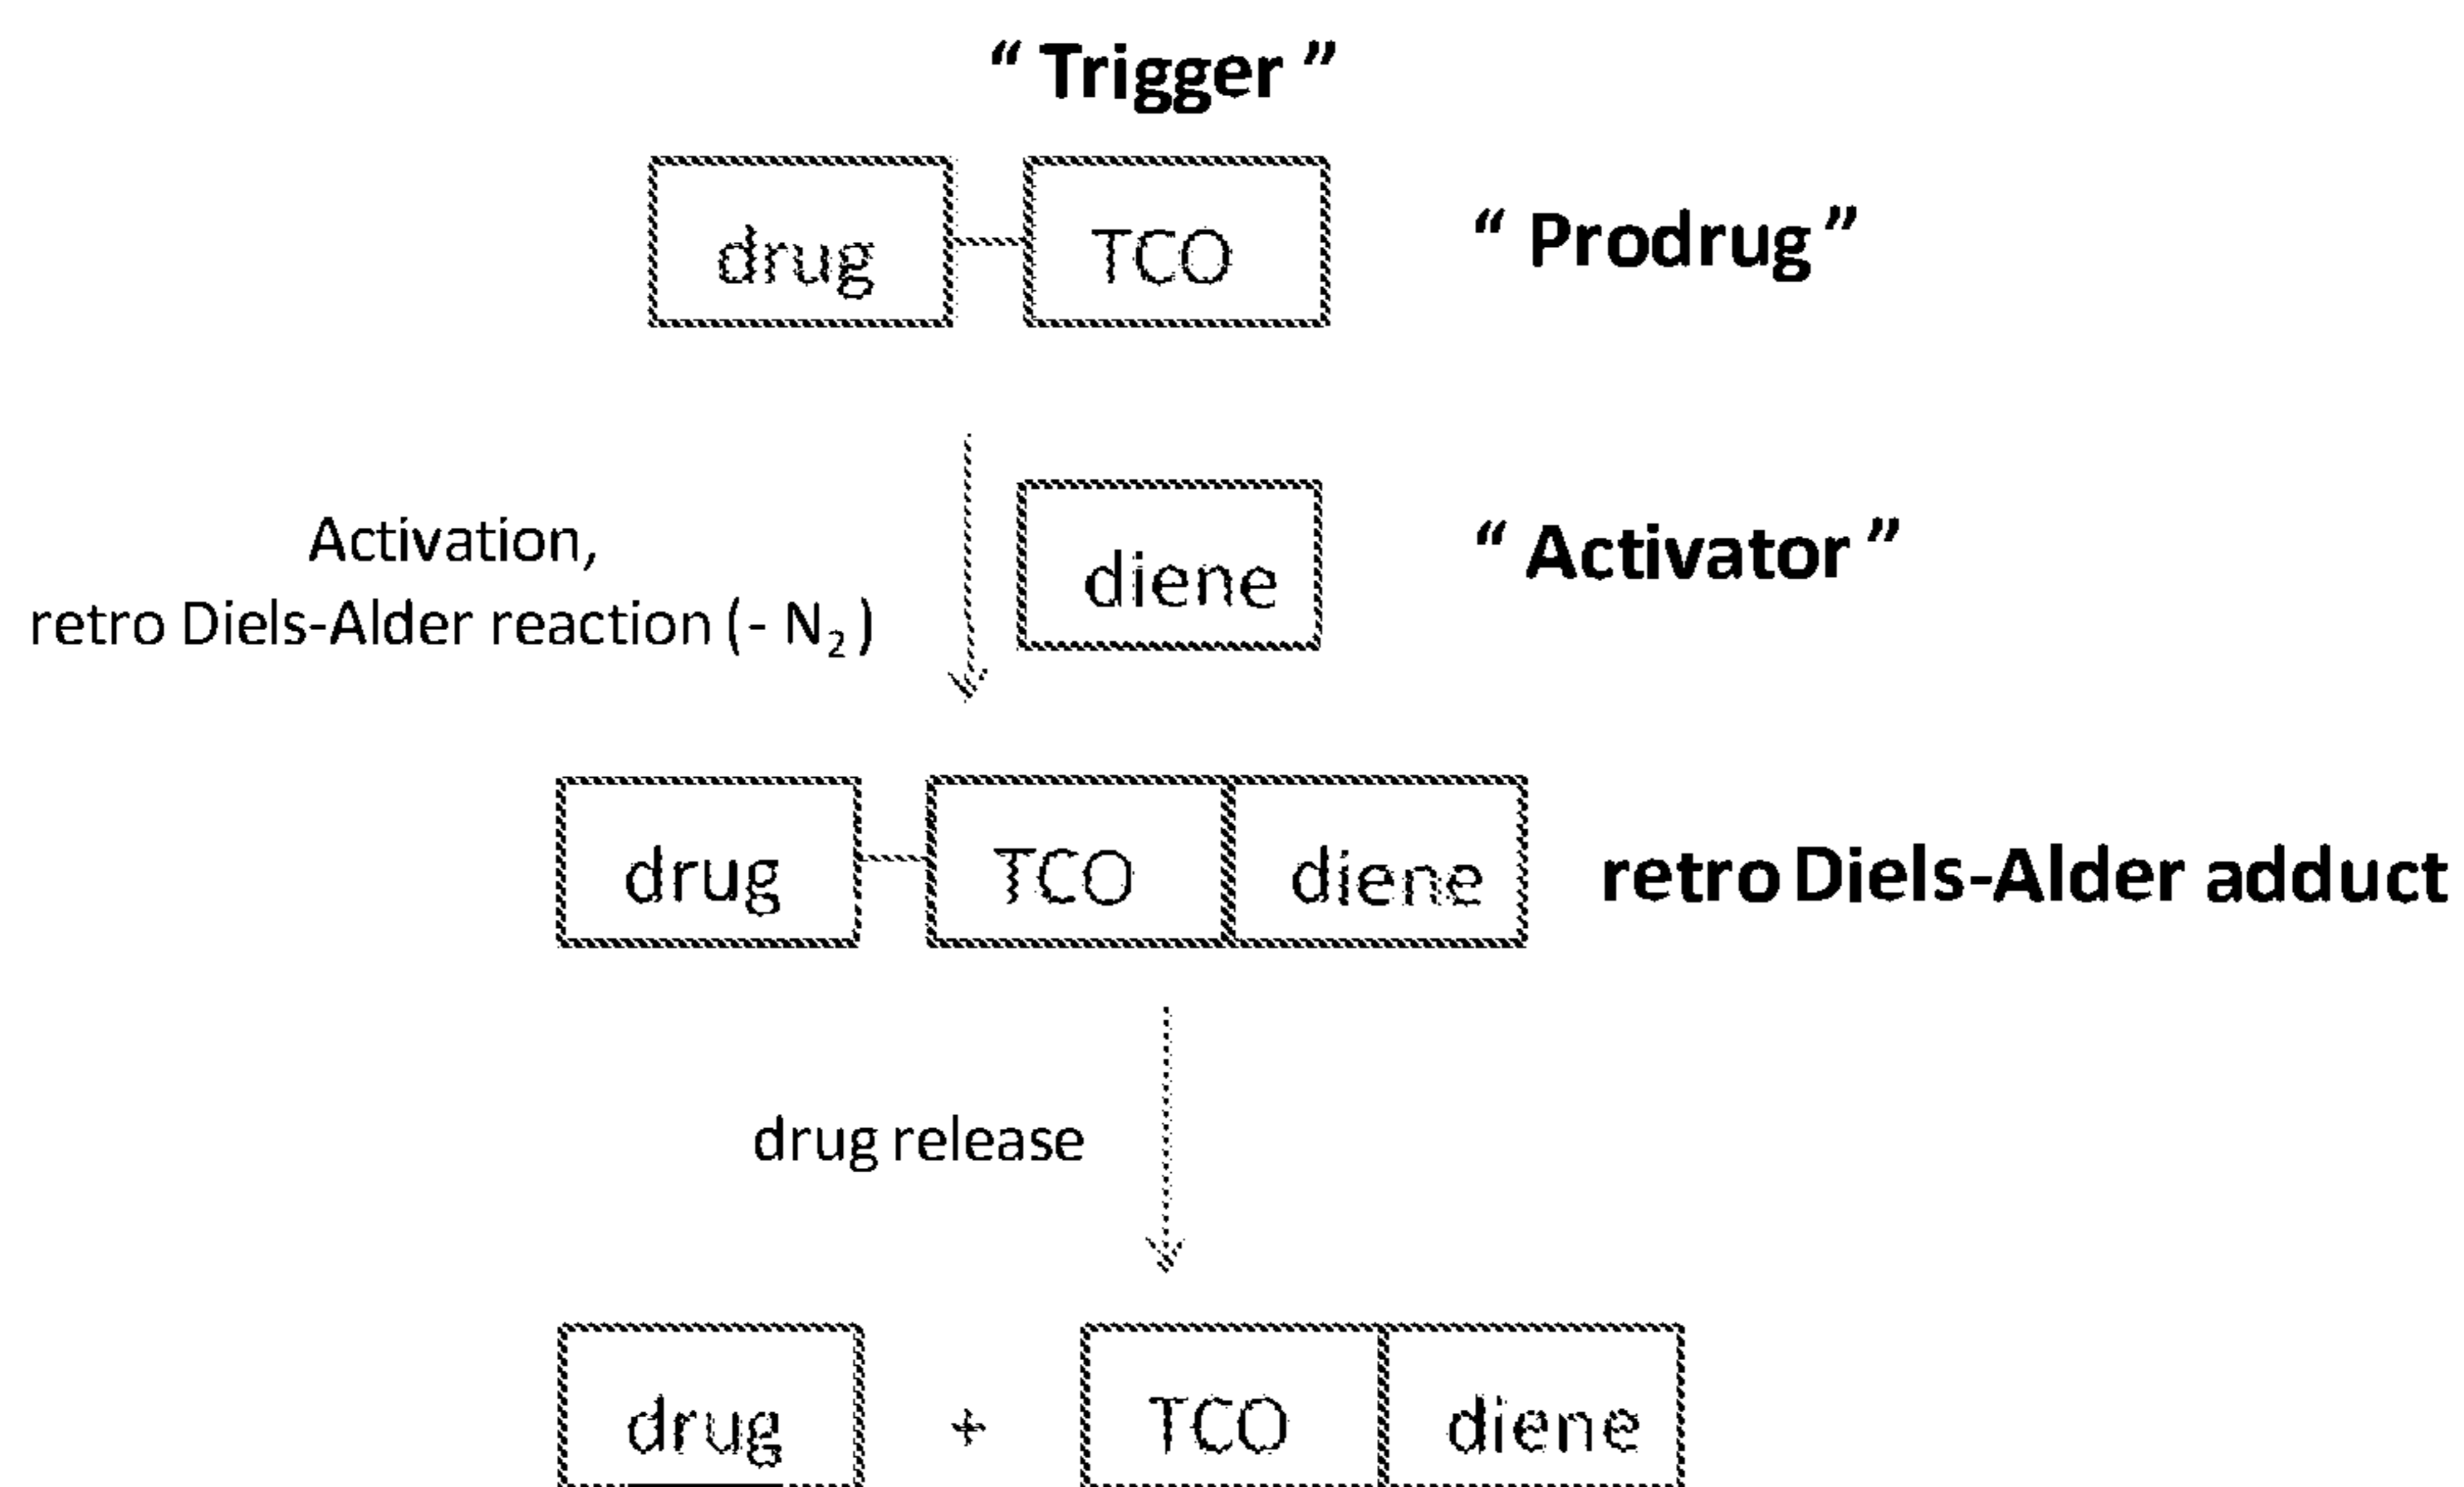 “ Trigger ”
drug TCO
“ Prodrug ”
Activation,
retro Diels-Alder reaction (- N₂ )
diene
“ Activator ”
drug TCO diene
retro Diels-Alder adduct
drug release
drug + TCO diene